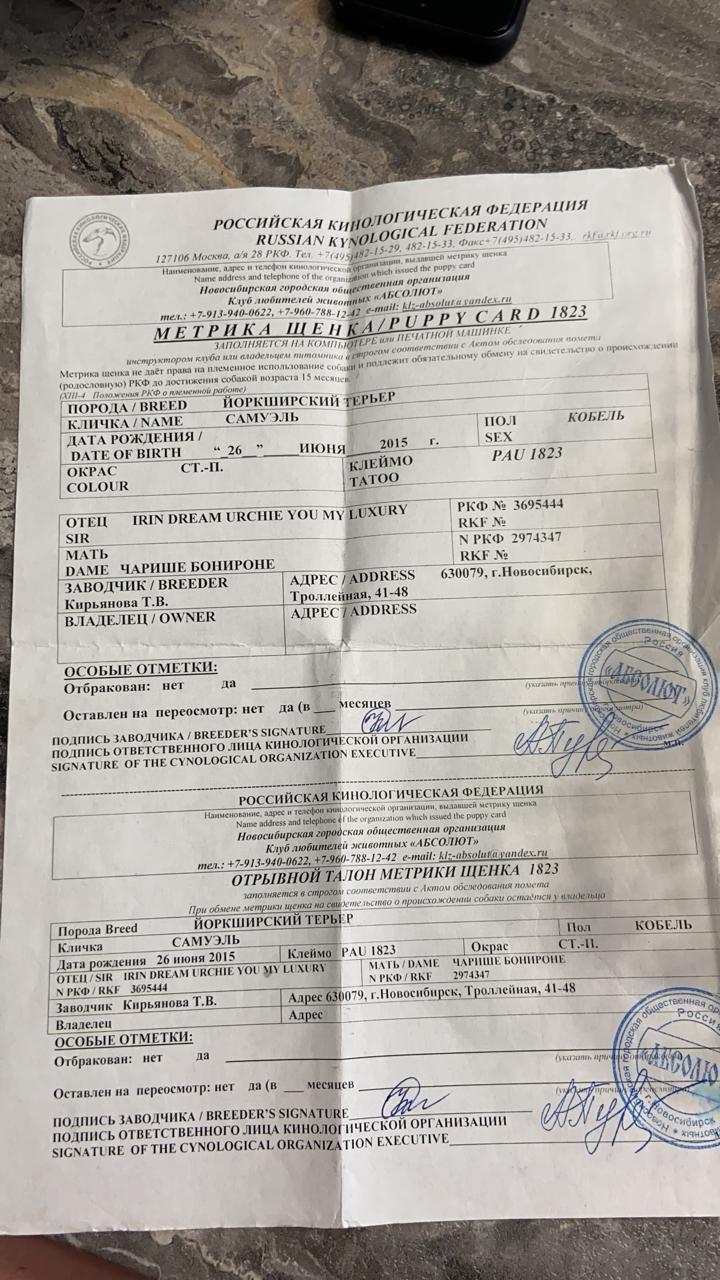 РОССИЙСКАЯ КИНОЛОГИЧЕСКАЯ ФЕДЕРАЦИЯ
RUSSIAN KYNOLOGICAL FEDERATION
127106 Москва, а/я 28 РКФ. Тел. +7(495)482-15-29, 482-15-33, Факс+7(495)482-15-33, rkf@rkf.org.ru
Наименование, адрес и телефон кинологической организации, выдавшей метрику щенка
Name address and telephone of the organization which issued the puppy card
Новосибирская городская общественная организация
Клуб любителей животных «АБСОЛЮТ»
тел.: +7-913-940-0622, +7-960-788-12-42 e-mail: klz-absolut@yandex.ru
МЕТРИКА ЩЕНКА/PUPPY CARD 1823
ЗАПОЛНЯЕТСЯ НА КОМПЬЮТЕРЕ или ПЕЧАТНОЙ МАШИНКЕ
инструктором клуба или владельцем питомника в строгом соответствии с Актом обследования помета
Метрика щенка не даёт права на племенное использование собаки и подлежит обязательному обмену на свидетельство о происхождении
(родословную) РКФ до достижения собакой возраста 15 месяцев
(XIII-4 Положения РКФ о племенной работе)
ПОРОДА / BREED ЙОРКШИРСКИЙ ТЕРЬЕР
КЛИЧКА / NAME САМУЭЛЬ
ПОЛ КОБЕЛЬ
SEX
ДАТА РОЖДЕНИЯ /
DATE OF BIRTH “ 26 ” ИЮНЯ 2015 г.
ОКРАС СТ.-П.
COLOUR
КЛЕЙМО PAU 1823
TATOO
ОТЕЦ IRIN DREAM URCHIE YOU MY LUXURY
SIR
РКФ № 3695444
RKF №
МАТЬ
DAME ЧАРИШЕ БОНИРОНЕ
N РКФ 2974347
RKF №
ЗАВОДЧИК / BREEDER
Кирьянова Т.В.
АДРЕС / ADDRESS 630079, г.Новосибирск,
Троллейная, 41-48
ВЛАДЕЛЕЦ / OWNER
АДРЕС / ADDRESS
ОСОБЫЕ ОТМЕТКИ:
Отбракован: нет да
Оставлен на переосмотр: нет да (в ___ месяцев
ПОДПИСЬ ЗАВОДЧИКА / BREEDER'S SIGNATURE
ПОДПИСЬ ОТВЕТСТВЕННОГО ЛИЦА КИНОЛОГИЧЕСКОЙ ОРГАНИЗАЦИИ
SIGNATURE OF THE CYNOLOGICAL ORGANIZATION EXECUTIVE
М.П.
Россия
«АБСОЛЮТ»
РОССИЙСКАЯ КИНОЛОГИЧЕСКАЯ ФЕДЕРАЦИЯ
Наименование, адрес и телефон кинологической организации, выдавшей метрику щенка
Name address and telephone of the organization which issued the puppy card
Новосибирская городская общественная организация
Клуб любителей животных «АБСОЛЮТ»
тел.: +7-913-940-0622, +7-960-788-12-42 e-mail: klz-absolut@yandex.ru
ОТРЫВНОЙ ТАЛОН МЕТРИКИ ЩЕНКА 1823
заполняется в строгом соответствии с Актом обследования помета
При обмене метрики щенка на свидетельство о происхождении собаки остаётся у владельца
Порода Breed ЙОРКШИРСКИЙ ТЕРЬЕР
Пол КОБЕЛЬ
Кличка САМУЭЛЬ
Дата рождения 26 июня 2015
Клеймо PAU 1823
Окрас СТ.-П.
ОТЕЦ / SIR IRIN DREAM URCHIE YOU MY LUXURY
N РКФ / RKF 3695444
МАТЬ / DAME ЧАРИШЕ БОНИРОНЕ
N РКФ / RKF 2974347
Заводчик Кирьянова Т.В.
Адрес 630079, г.Новосибирск, Троллейная, 41-48
Владелец
Адрес
ОСОБЫЕ ОТМЕТКИ:
Отбракован: нет да
Оставлен на переосмотр: нет да (в ___ месяцев
ПОДПИСЬ ЗАВОДЧИКА / BREEDER'S SIGNATURE
ПОДПИСЬ ОТВЕТСТВЕННОГО ЛИЦА КИНОЛОГИЧЕСКОЙ ОРГАНИЗАЦИИ
SIGNATURE OF THE CYNOLOGICAL ORGANIZATION EXECUTIVE